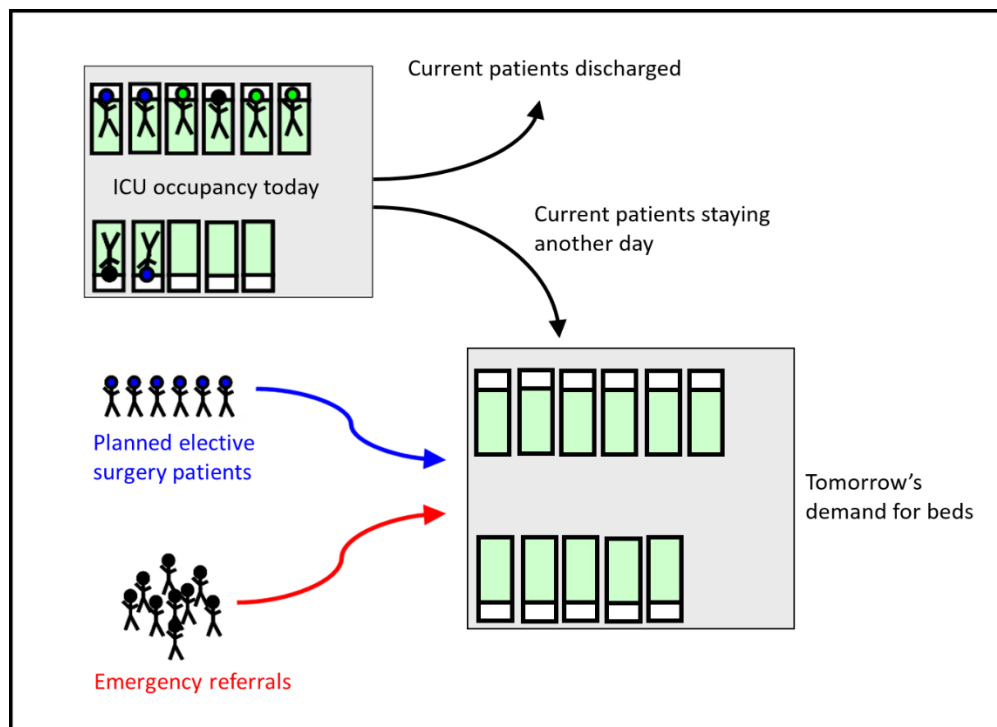 Current patients discharged
ICU occupancy today
Current patients staying
another day
Planned elective
surgery patients
Tomorrow's
demand for beds
Emergency referrals